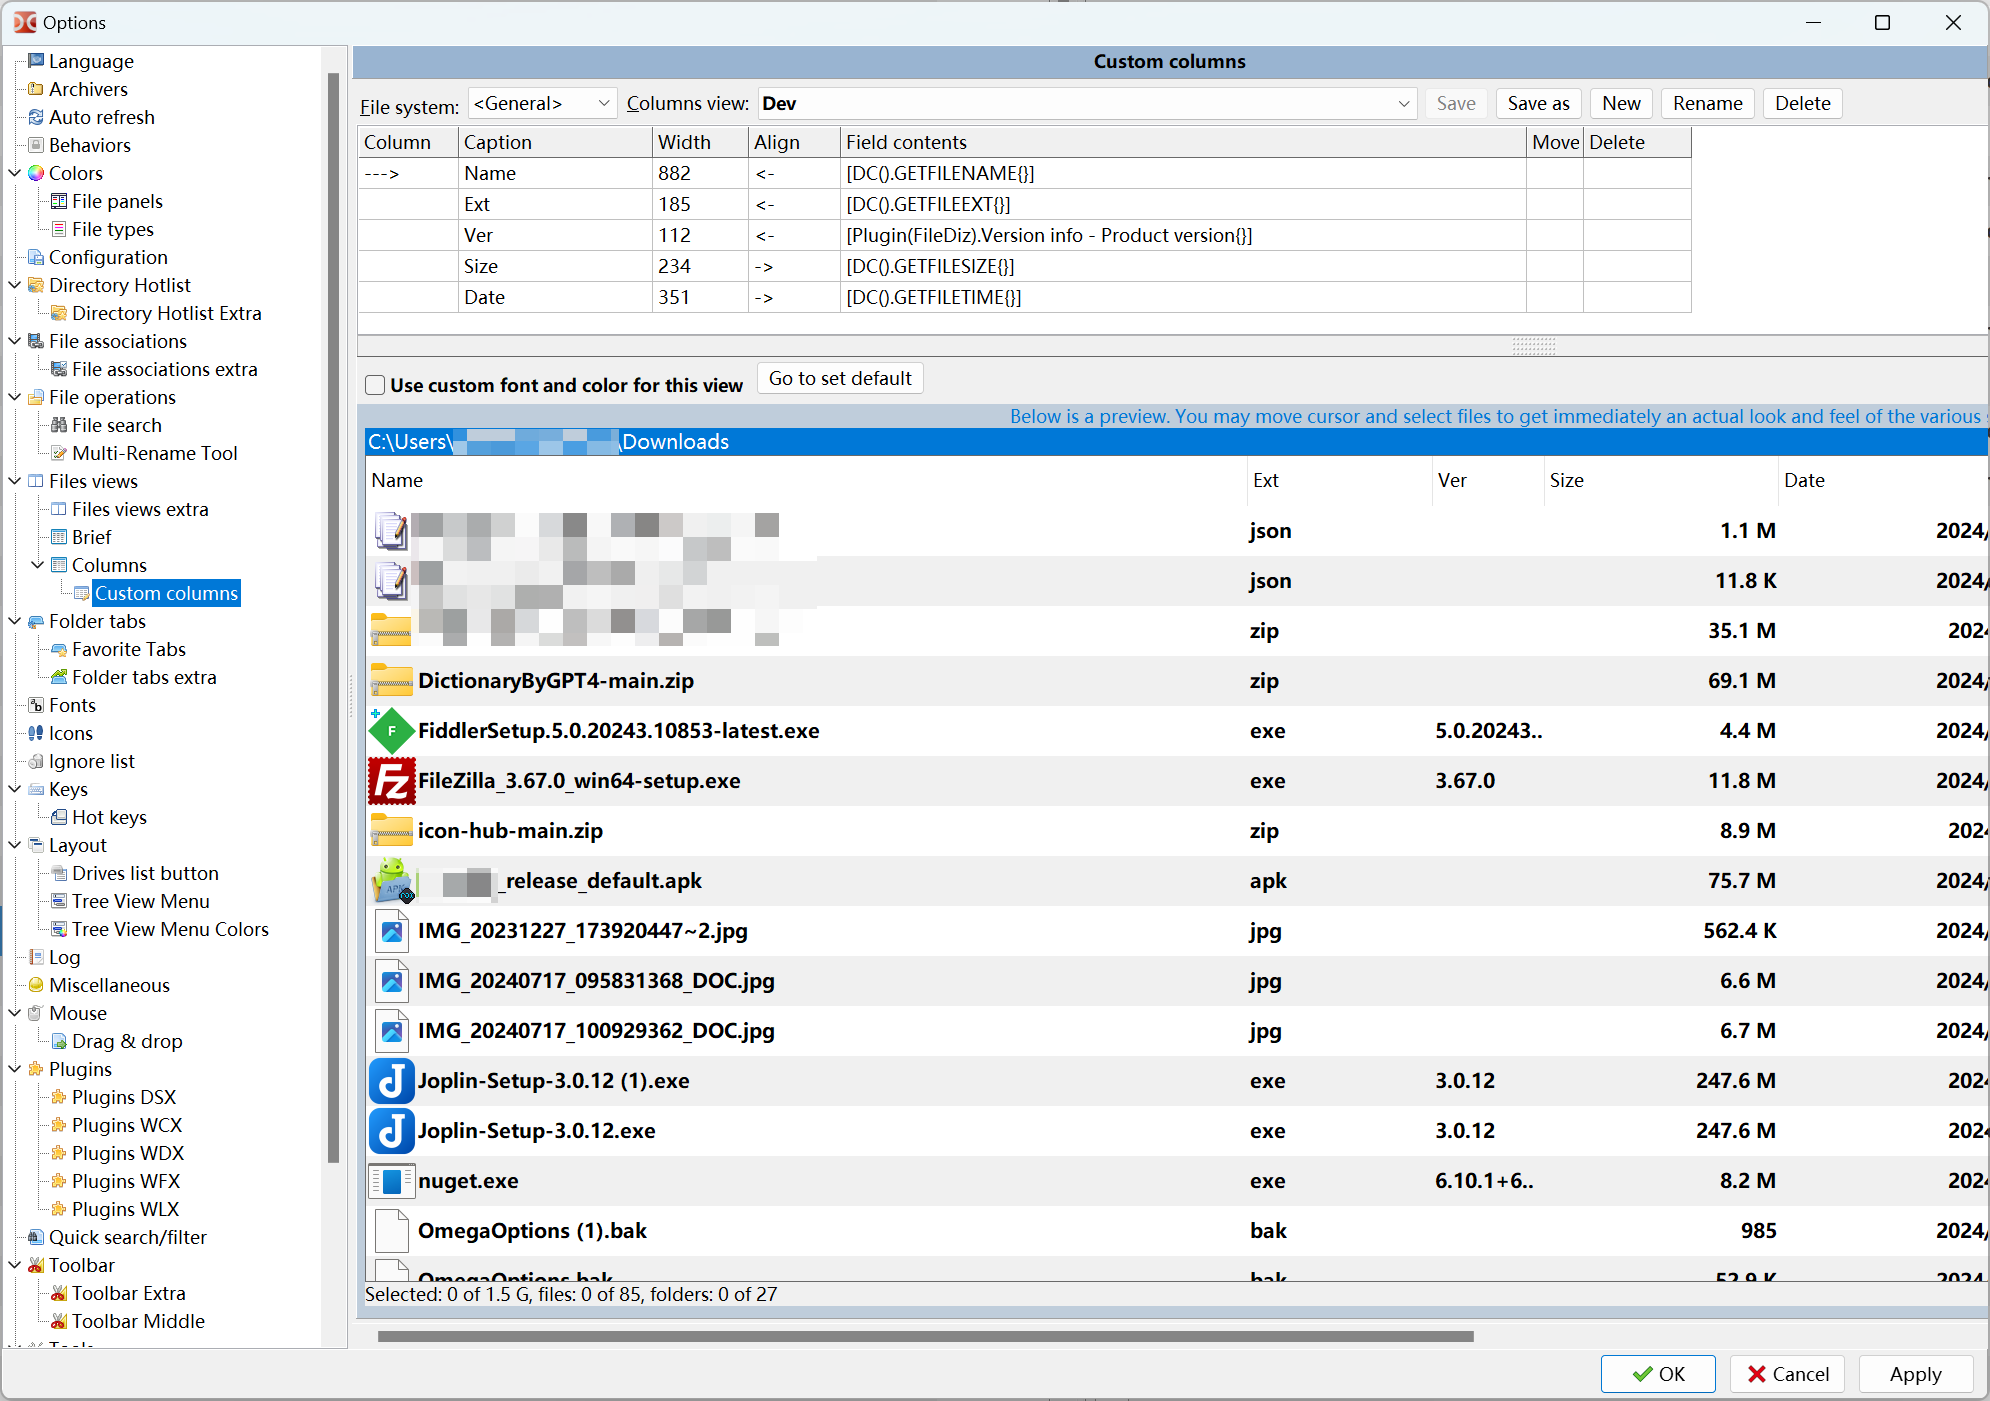 Options
Language
Archivers
Auto refresh
Behaviors
Colors
File panels
File types
Configuration
Directory Hotlist
Directory Hotlist Extra
File associations
File associations extra
File operations
File search
Multi-Rename Tool
Files views
Files views extra
Brief
Columns
Custom columns
Folder tabs
Favorite Tabs
Folder tabs extra
Fonts
Icons
Ignore list
Keys
Hot keys
Layout
Drives list button
Tree View Menu
Tree View Menu Colors
Log
Miscellaneous
Mouse
Drag & drop
Plugins
Plugins DSX
Plugins WCX
Plugins WDX
Plugins WFX
Plugins WLX
Quick search/filter
Toolbar
Toolbar Extra
Toolbar Middle
Custom columns
File system: <General> Columns view: Dev Save Save as New Rename Delete
Column Caption Width Align Field contents Move Delete
---> Name 882 <- [DC().GETFILENAME{}]
Ext 185 <- [DC().GETFILEEXT{}]
Ver 112 <- [Plugin(FileDiz).Version info - Product version{}]
Size 234 -> [DC().GETFILESIZE{}]
Date 351 -> [DC().GETFILETIME{}]
Use custom font and color for this view Go to set default
Below is a preview. You may move cursor and select files to get immediately an actual look and feel of the various
C:\Users\ \Downloads
Name Ext Ver Size Date
json 1.1 M 2024/
json 11.8 K 2024/
zip 35.1 M 2024
DictionaryByGPT4-main.zip zip 69.1 M 2024/
FiddlerSetup.5.0.20243.10853-latest.exe exe 5.0.20243.. 4.4 M 2024/
FileZilla_3.67.0_win64-setup.exe exe 3.67.0 11.8 M 2024/
icon-hub-main.zip zip 8.9 M 2024
_release_default.apk apk 75.7 M 2024/
IMG_20231227_173920447~2.jpg jpg 562.4 K 2024/
IMG_20240717_095831368_DOC.jpg jpg 6.6 M 2024/
IMG_20240717_100929362_DOC.jpg jpg 6.7 M 2024/
Joplin-Setup-3.0.12 (1).exe exe 3.0.12 247.6 M 2024
Joplin-Setup-3.0.12.exe exe 3.0.12 247.6 M 2024
nuget.exe exe 6.10.1+6.. 8.2 M 2024
OmegaOptions (1).bak bak 985 2024/
OmegaOptions.bak bak 52.9 K 2024/
Selected: 0 of 1.5 G, files: 0 of 85, folders: 0 of 27
OK Cancel Apply